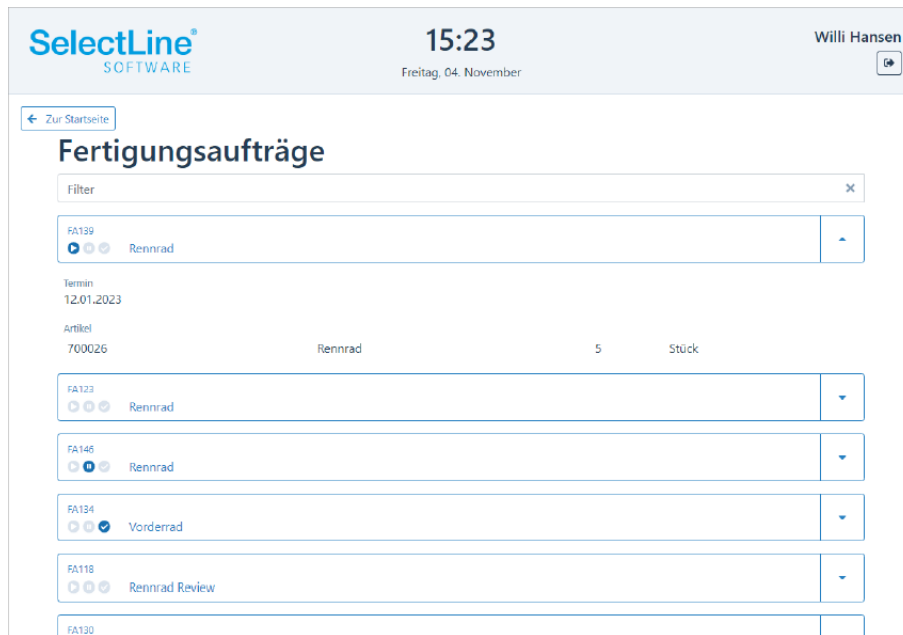 SelectLine®
SOFTWARE
15:23
Freitag, 04. November
Willi Hansen
Zur Startseite
Fertigungsaufträge
Filter
FA139
Rennrad
Termin
12.01.2023
Artikel
700026 Rennrad 5 Stück
FA123
Rennrad
FA146
Rennrad
FA134
Vorderrad
FA118
Rennrad Review
FA130